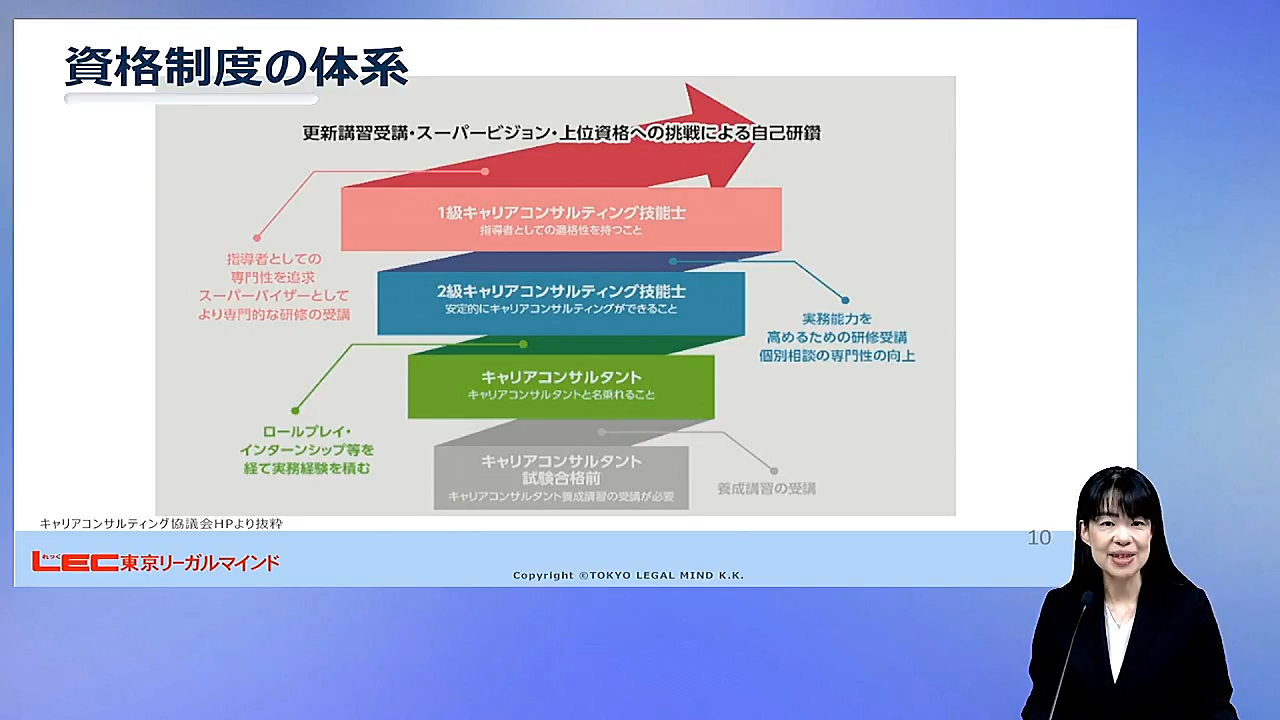 資格制度の体系
更新講習受講・スーパービジョン・上位資格への挑戦による自己研鑽
1級キャリアコンサルティング技能士
指導者としての適格性を持つこと
指導者としての
専門性を追求
スーパーバイザーとして
より専門的な研修の受講
2級キャリアコンサルティング技能士
安定的にキャリアコンサルティングができること
実務能力を
高めるための研修受講
個別相談の専門性の向上
キャリアコンサルタント
キャリアコンサルタントと名乗れること
ロールプレイ・
インターンシップ等を
経て実務経験を積む
キャリアコンサルタント
試験合格前
キャリアコンサルタント養成講習の受講が必要
養成講習の受講
キャリアコンサルティング協議会HPより抜粋
10
れっく
LEC東京リーガルマインド
Copyright ©TOKYO LEGAL MIND K.K.